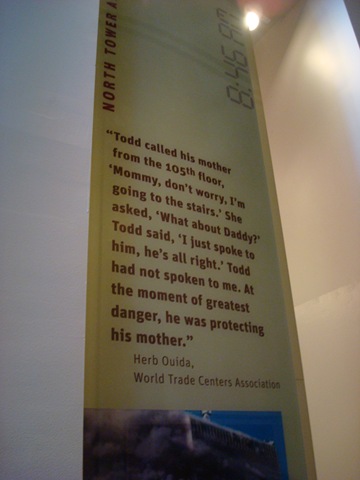 NORTH TOWER
8:46 AM
"Todd called his mother
from the 105th floor,
'Mommy, don't worry, I'm
going to the stairs.' She
asked, 'What about Daddy?'
Todd said, 'I just spoke to
him, he's all right.' Todd
had not spoken to me. At
the moment of greatest
danger, he was protecting
his mother."
Herb Ouida,
World Trade Centers Association